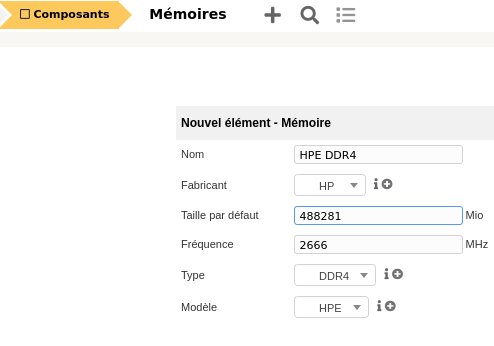 Composants
Mémoires
Nouvel élément - Mémoire
Nom HPE DDR4
Fabricant HP
Taille par défaut 488281 Mio
Fréquence 2666 MHz
Type DDR4
Modèle HPE